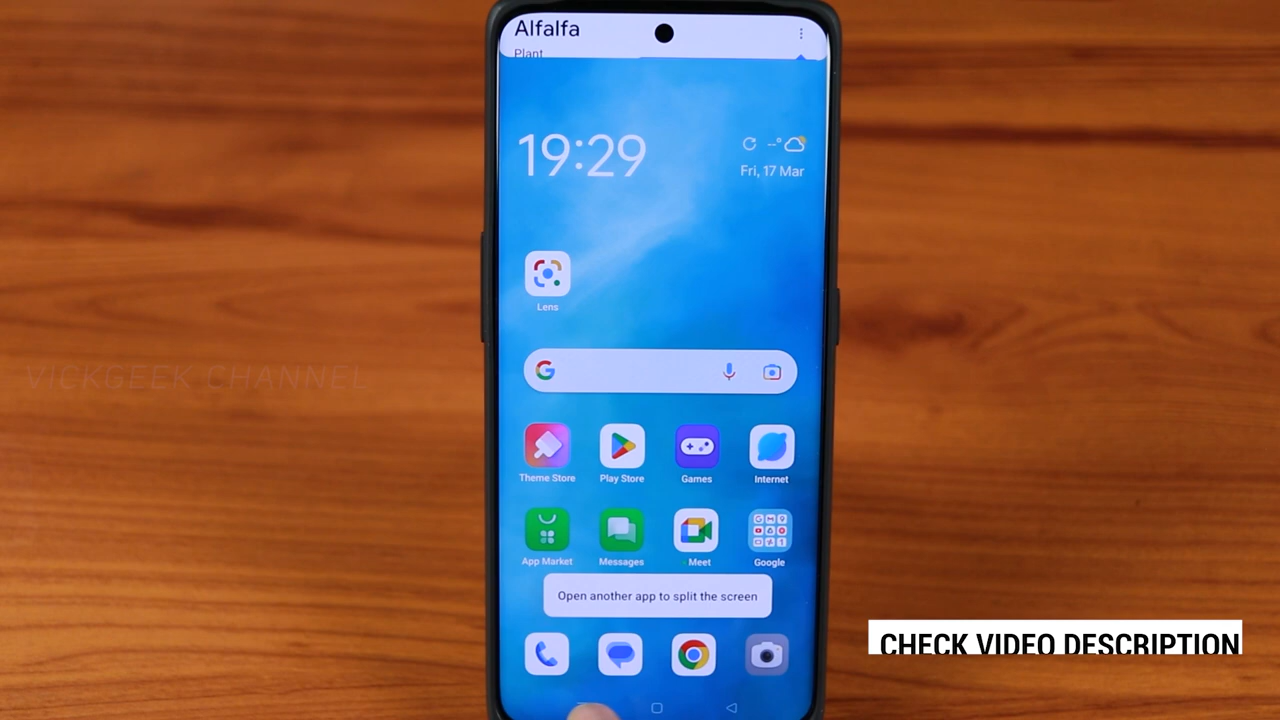 Alfalfa
Plant
19:29
--°
Fri, 17 Mar
Lens
VICKGEEK CHANNEL
Theme Store
Play Store
Games
Internet
App Market
Messages
Meet
Google
Open another app to split the screen
CHECK VIDEO DESCRIPTION